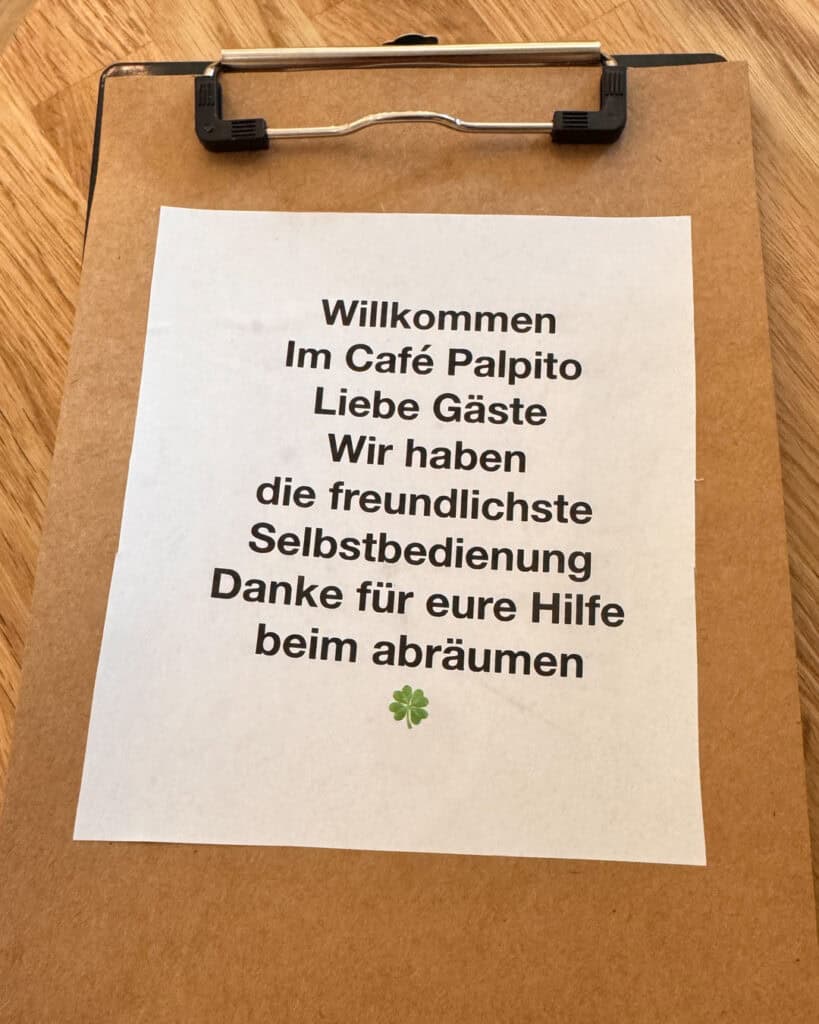 Willkommen
Im Café Palpito
Liebe Gäste
Wir haben
die freundlichste
Selbstbedienung
Danke für eure Hilfe
beim abräumen
🍀